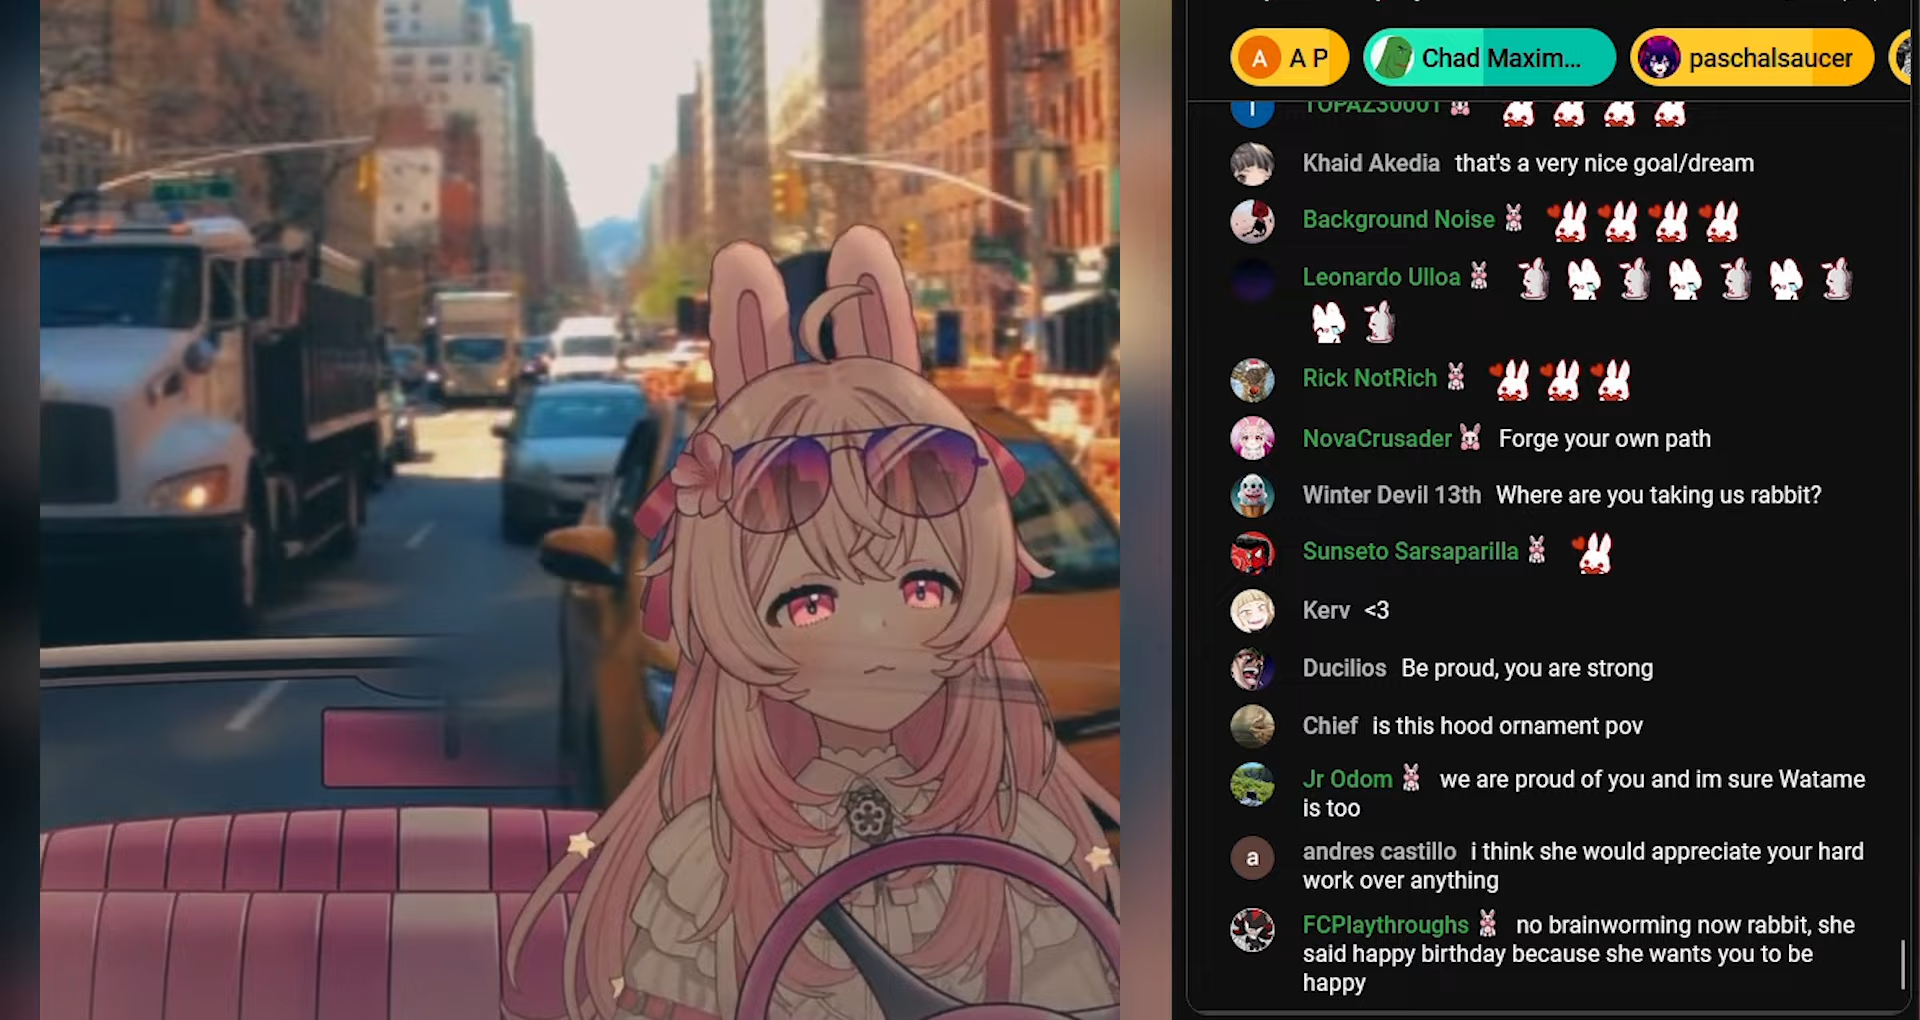 A A P
Chad Maxim...
paschalsaucer
TOPAZ30001
Khaid Akedia that's a very nice goal/dream
Background Noise
Leonardo Ulloa
Rick NotRich
NovaCrusader Forge your own path
Winter Devil 13th Where are you taking us rabbit?
Sunseto Sarsaparilla
Kerv <3
Ducilios Be proud, you are strong
Chief is this hood ornament pov
Jr Odom we are proud of you and im sure Watame
is too
a andres castillo i think she would appreciate your hard
work over anything
FCPlaythroughs no brainworming now rabbit, she
said happy birthday because she wants you to be
happy